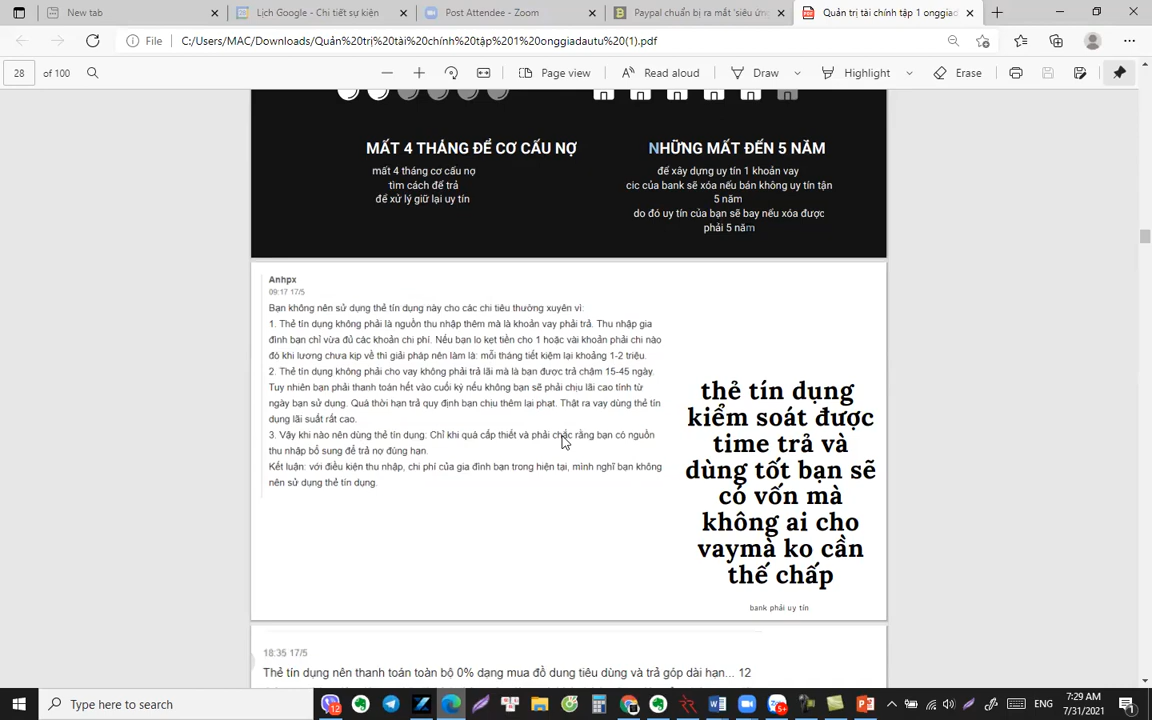 New tab
Lịch Google - Chi tiết sự kiện
Post Attendee - Zoom
Paypal chuẩn bị ra mắt 'siêu ứng
Quản trị tài chính tập 1 onggiad
File
C:/Users/MAC/Downloads/Quản%20trị%20tài%20chính%20tập%201%20onggiadautu%20(1).pdf
28 of 100
Page view
Read aloud
Draw
Highlight
Erase
MẤT 4 THÁNG ĐỂ CƠ CẤU NỢ
mất 4 tháng cơ cấu nợ
tìm cách để trả
để xử lý giữ lại uy tín
NHỮNG MẤT ĐẾN 5 NĂM
để xây dựng uy tín 1 khoản vay
cic của bank sẽ xóa nếu bán không uy tín tận
5 năm
do đó uy tín của bạn sẽ bay nếu xóa được
phải 5 năm
Anhpx
09:17 17/5
Bạn không nên sử dụng thẻ tín dụng này cho các chi tiêu thường xuyên vì:
1. Thẻ tín dụng không phải là nguồn thu nhập thêm mà là khoản vay phải trả. Thu nhập gia
đình bạn chỉ vừa đủ các khoản chi phí. Nếu bạn lo kẹt tiền cho 1 hoặc vài khoản phải chi nào
đó khi lương chưa kịp về thì giải pháp nên làm là: mỗi tháng tiết kiệm lại khoảng 1-2 triệu.
2. Thẻ tín dụng không phải cho vay không phải trả lãi mà là bạn được trả chậm 15-45 ngày.
Tuy nhiên bạn phải thanh toán hết vào cuối kỳ nếu không bạn sẽ phải chịu lãi cao tính từ
ngày bạn sử dụng. Quá thời hạn trả quy định bạn chịu thêm lại phạt. Thật ra vay dùng thẻ tín
dụng lãi suất rất cao.
3. Vậy khi nào nên dùng thẻ tín dụng. Chỉ khi quá cấp thiết và phải chắc rằng bạn có nguồn
thu nhập bổ sung để trả nợ đúng hạn.
Kết luận: với điều kiện thu nhập, chi phí của gia đình bạn trong hiện tại, mình nghĩ bạn không
nên sử dụng thẻ tín dụng.
thẻ tín dụng
kiểm soát được
time trả và
dùng tốt bạn sẽ
có vốn mà
không ai cho
vaymà ko cần
thế chấp
bank phải uy tín
18:35 17/5
Thẻ tín dụng nên thanh toán toàn bộ 0% dạng mua đồ dung tiêu dùng và trả góp dài hạn... 12
Type here to search
12
5+
ENG
7:29 AM
7/31/2021
1